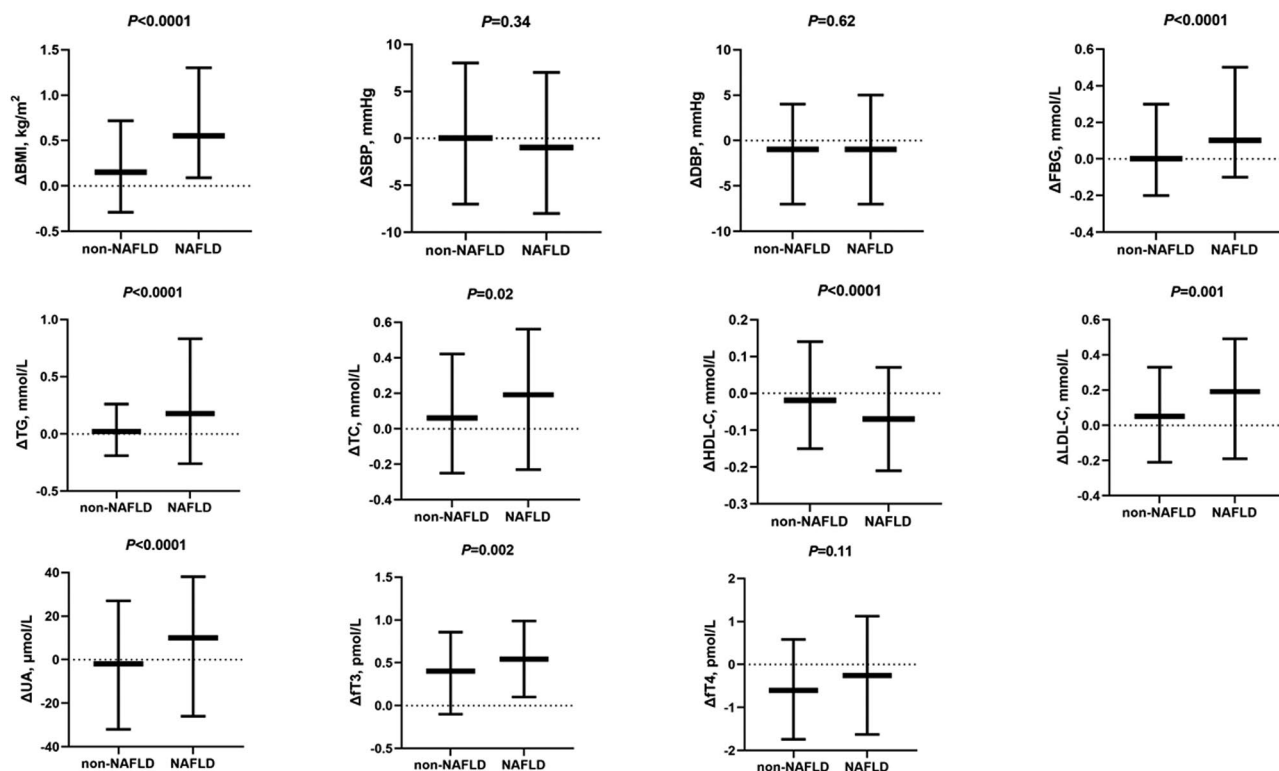 P<0.0001
ΔBMI, kg/m²
1.5
1.0
0.5
0.0
-0.5
non-NAFLD NAFLD
P=0.34
ΔSBP, mmHg
10
5
0
-5
-10
non-NAFLD NAFLD
P=0.62
ΔDBP, mmHg
10
5
0
-5
-10
non-NAFLD NAFLD
P<0.0001
ΔFBG, mmol/L
0.6
0.4
0.2
0.0
-0.2
-0.4
non-NAFLD NAFLD
P<0.0001
ΔTG, mmol/L
1.0
0.5
0.0
-0.5
non-NAFLD NAFLD
P=0.02
ΔTC, mmol/L
0.6
0.4
0.2
0.0
-0.2
-0.4
non-NAFLD NAFLD
P<0.0001
ΔHDL-C, mmol/L
0.2
0.1
0.0
-0.1
-0.2
-0.3
non-NAFLD NAFLD
P=0.001
ΔLDL-C, mmol/L
0.6
0.4
0.2
0.0
-0.2
-0.4
non-NAFLD NAFLD
P<0.0001
ΔUA, μmol/L
40
20
0
-20
-40
non-NAFLD NAFLD
P=0.002
ΔfT3, pmol/L
1.5
1.0
0.5
0.0
-0.5
non-NAFLD NAFLD
P=0.11
ΔfT4, pmol/L
2
1
0
-1
-2
non-NAFLD NAFLD